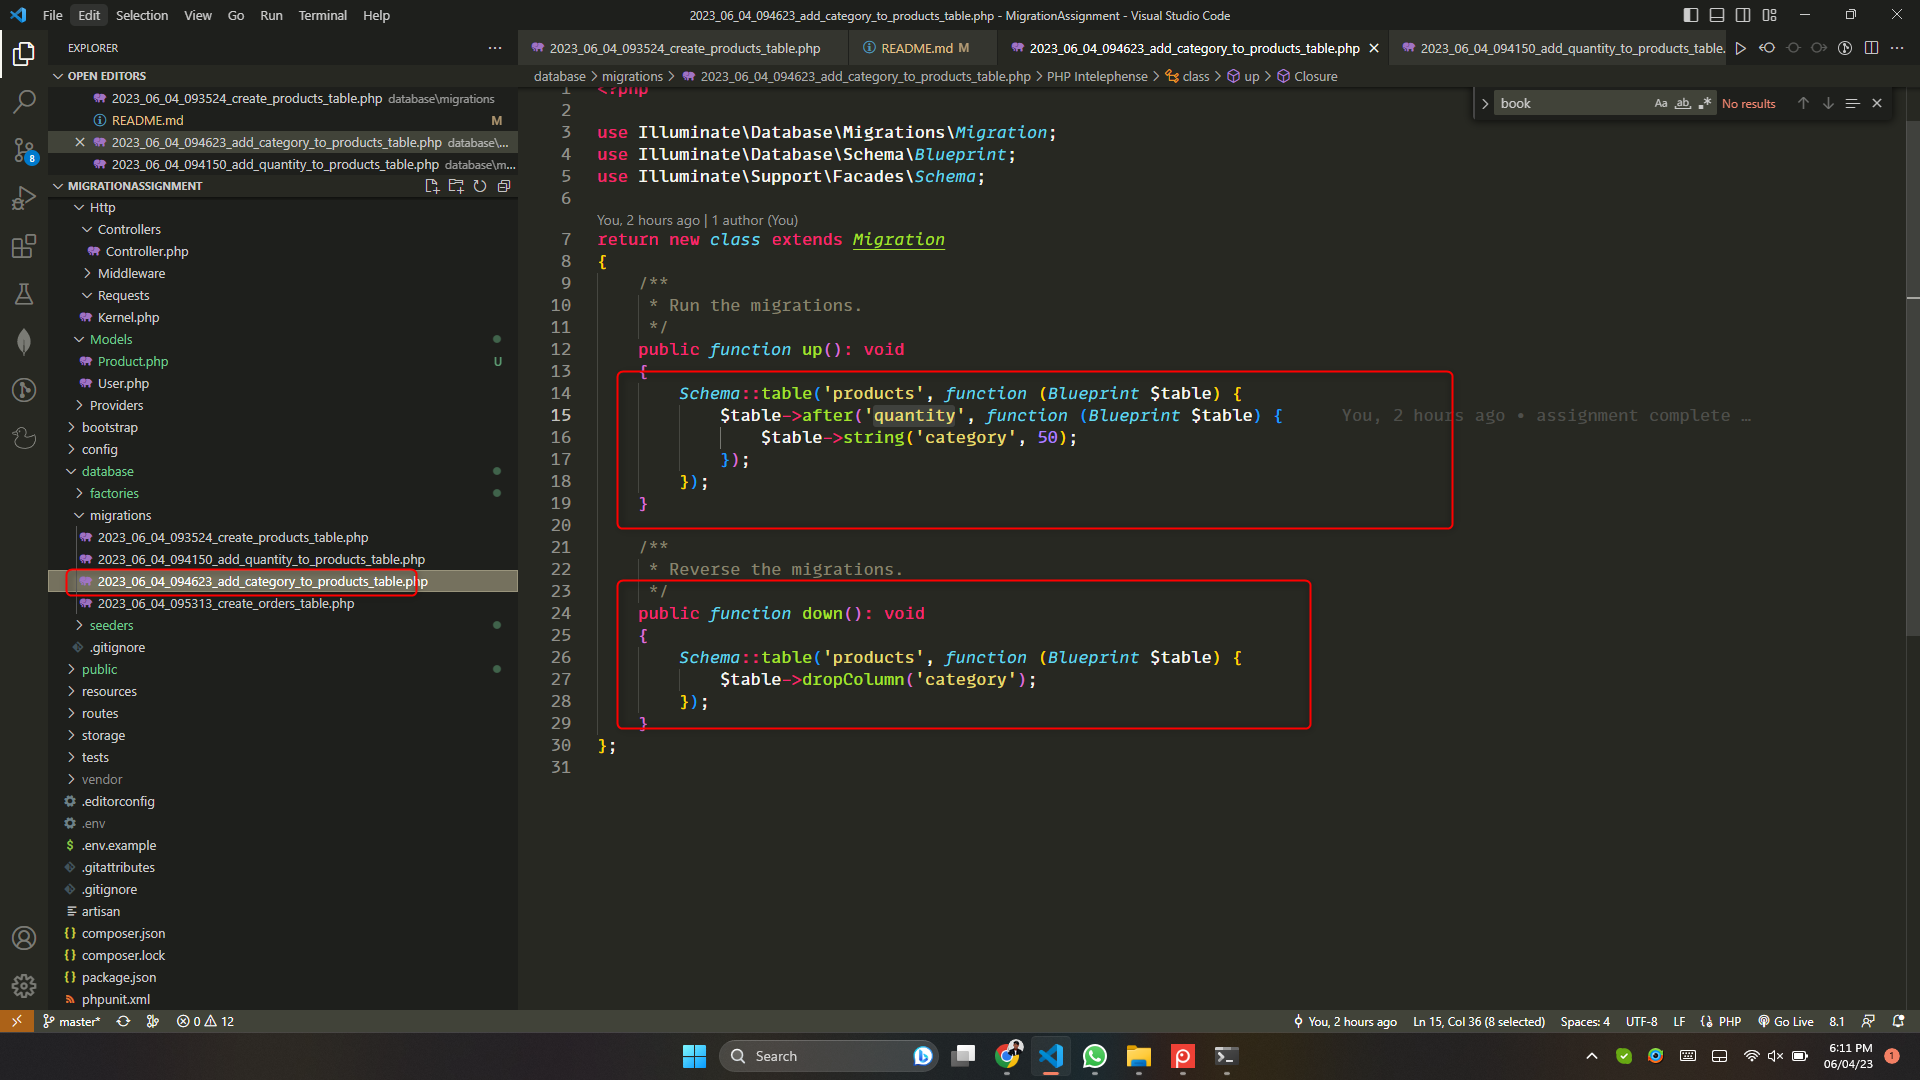 File Edit Selection View Go Run Terminal Help
2023_06_04_094623_add_category_to_products_table.php - MigrationAssignment - Visual Studio Code
EXPLORER
OPEN EDITORS
2023_06_04_093524_create_products_table.php database\migrations
README.md M
2023_06_04_094623_add_category_to_products_table.php database\...
2023_06_04_094150_add_quantity_to_products_table.php database\m...
MIGRATIONASSIGNMENT
Http
Controllers
Controller.php
Middleware
Requests
Kernel.php
Models
Product.php U
User.php
Providers
bootstrap
config
database
factories
migrations
2023_06_04_093524_create_products_table.php
2023_06_04_094150_add_quantity_to_products_table.php
2023_06_04_094623_add_category_to_products_table.php
2023_06_04_095313_create_orders_table.php
seeders
.gitignore
public
resources
routes
storage
tests
vendor
.editorconfig
.env
.env.example
.gitattributes
.gitignore
artisan
composer.json
composer.lock
package.json
phpunit.xml
2023_06_04_093524_create_products_table.php
README.md M
2023_06_04_094623_add_category_to_products_table.php
2023_06_04_094150_add_quantity_to_products_table.
database > migrations > 2023_06_04_094623_add_category_to_products_table.php > PHP Intelephense > class > up > Closure
book Aa ab No results
1 <?php
2
3 use Illuminate\Database\Migrations\Migration;
4 use Illuminate\Database\Schema\Blueprint;
5 use Illuminate\Support\Facades\Schema;
6
You, 2 hours ago | 1 author (You)
7 return new class extends Migration
8 {
9 /**
10 * Run the migrations.
11 */
12 public function up(): void
13 {
14 Schema::table('products', function (Blueprint $table) {
15 $table->after('quantity', function (Blueprint $table) { You, 2 hours ago • assignment complete …
16 $table->string('category', 50);
17 });
18 });
19 }
20
21 /**
22 * Reverse the migrations.
23 */
24 public function down(): void
25 {
26 Schema::table('products', function (Blueprint $table) {
27 $table->dropColumn('category');
28 });
29 }
30 };
31
8
master* 0 12
You, 2 hours ago Ln 15, Col 36 (8 selected) Spaces: 4 UTF-8 LF PHP Go Live 8.1
Search
6:11 PM
06/04/23
1